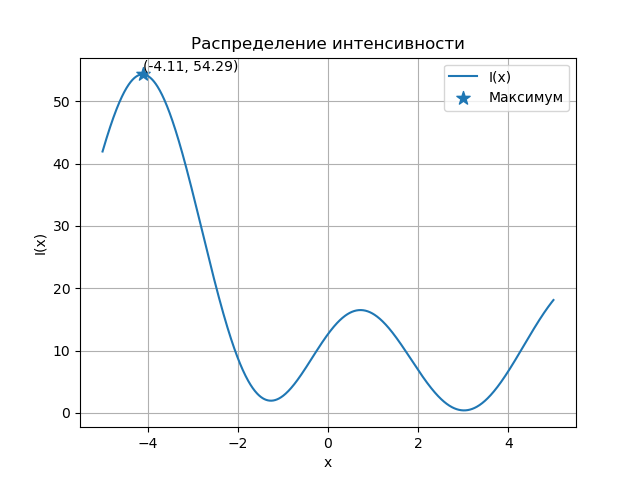 Распределение интенсивности
(-4.11, 54.29)
I(x)
Максимум
50
40
30
20
10
0
I(x)
−4
−2
0
2
4
x